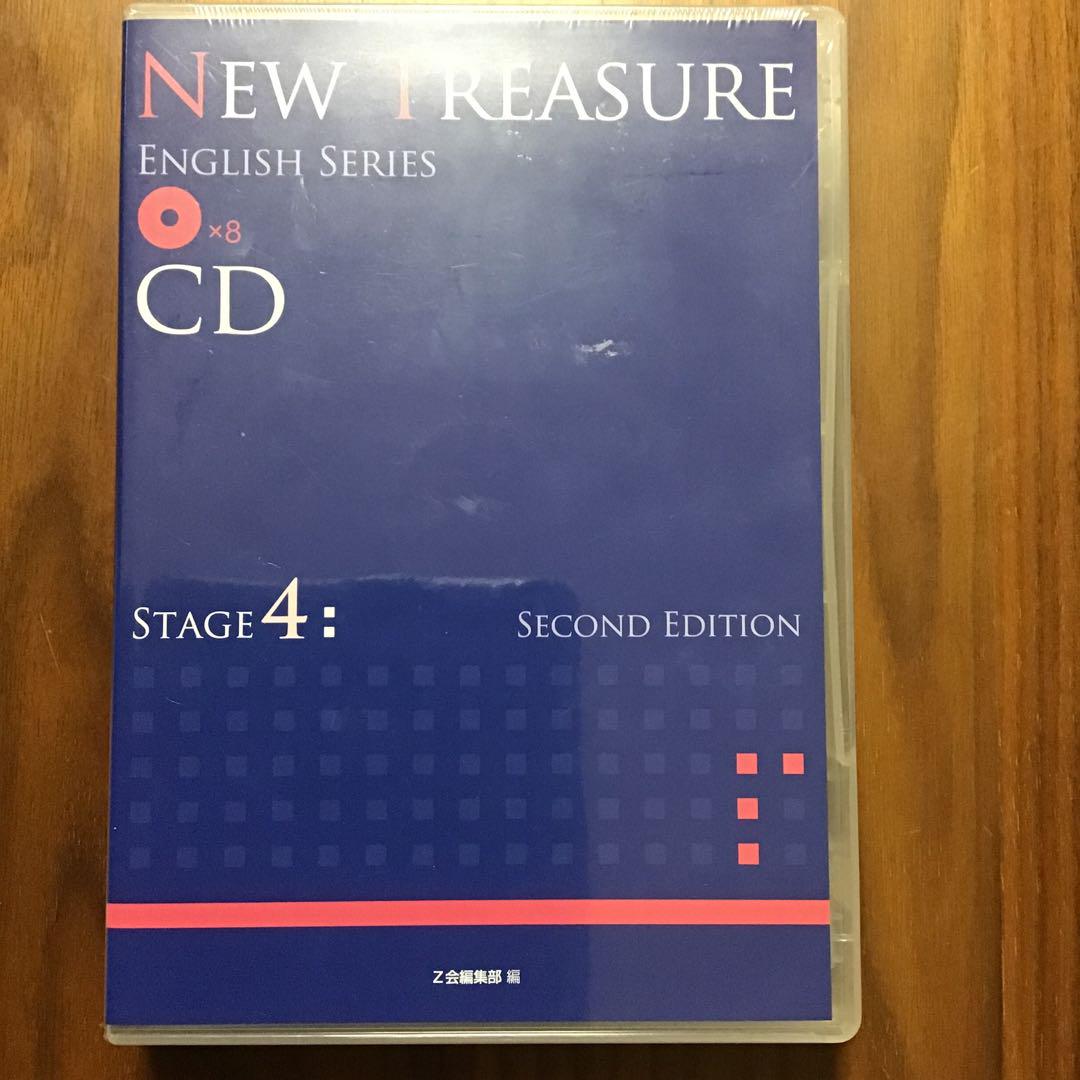 NEW TREASURE
ENGLISH SERIES
×8
CD
STAGE 4:
SECOND EDITION
Z会編集部 編